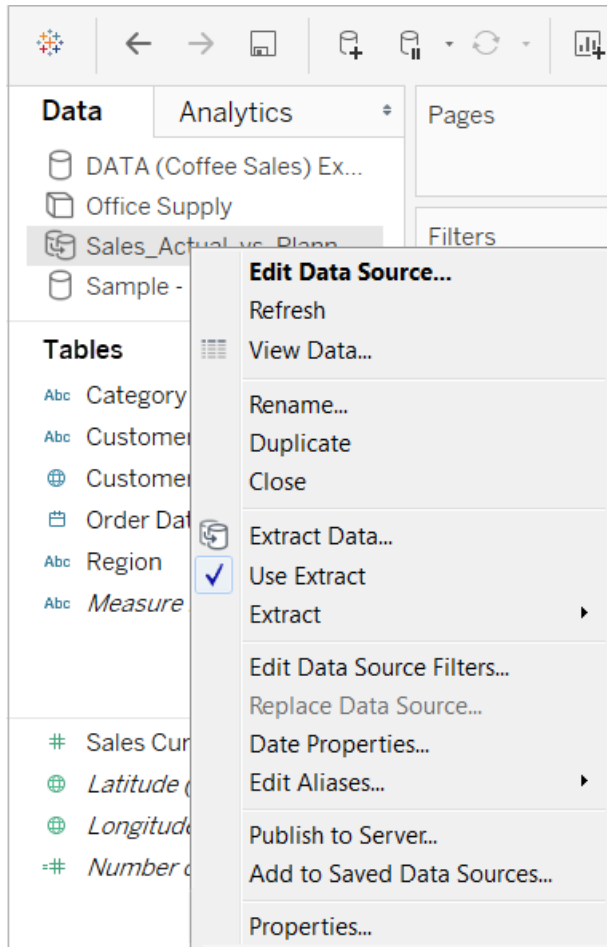 Data Analytics Pages
DATA (Coffee Sales) Ex...
Office Supply
Sales_Actual_vs_Plann Filters
Sample -
Edit Data Source...
Refresh
View Data...
Rename...
Duplicate
Close
Extract Data...
Use Extract
Extract
Edit Data Source Filters...
Replace Data Source...
Date Properties...
Edit Aliases...
Publish to Server...
Add to Saved Data Sources...
Properties...
Tables
Abc Category
Abc Customer
Customer
Order Dat
Abc Region
Abc Measure
# Sales Cur
Latitude (
Longitude
=# Number o